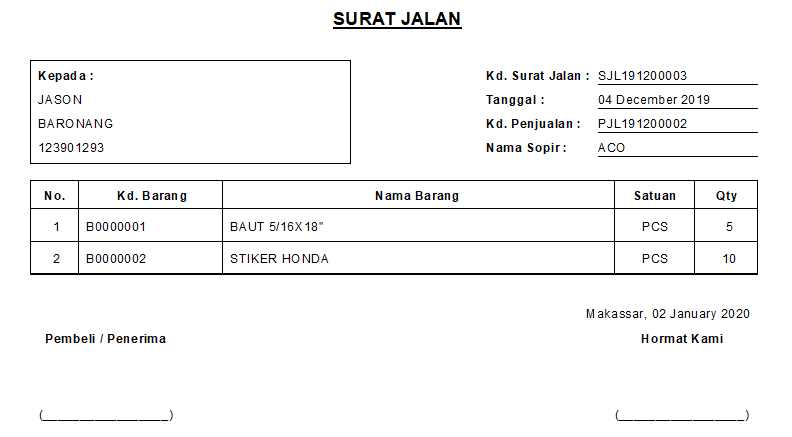 SURAT JALAN
Kepada :
JASON
BARONANG
123901293
Kd. Surat Jalan : SJL191200003
Tanggal : 04 December 2019
Kd. Penjualan : PJL191200002
Nama Sopir : ACO
No. Kd. Barang Nama Barang Satuan Qty
1 B0000001 BAUT 5/16X18" PCS 5
2 B0000002 STIKER HONDA PCS 10
Makassar, 02 January 2020
Pembeli / Penerima Hormat Kami
(__________________) (__________________)